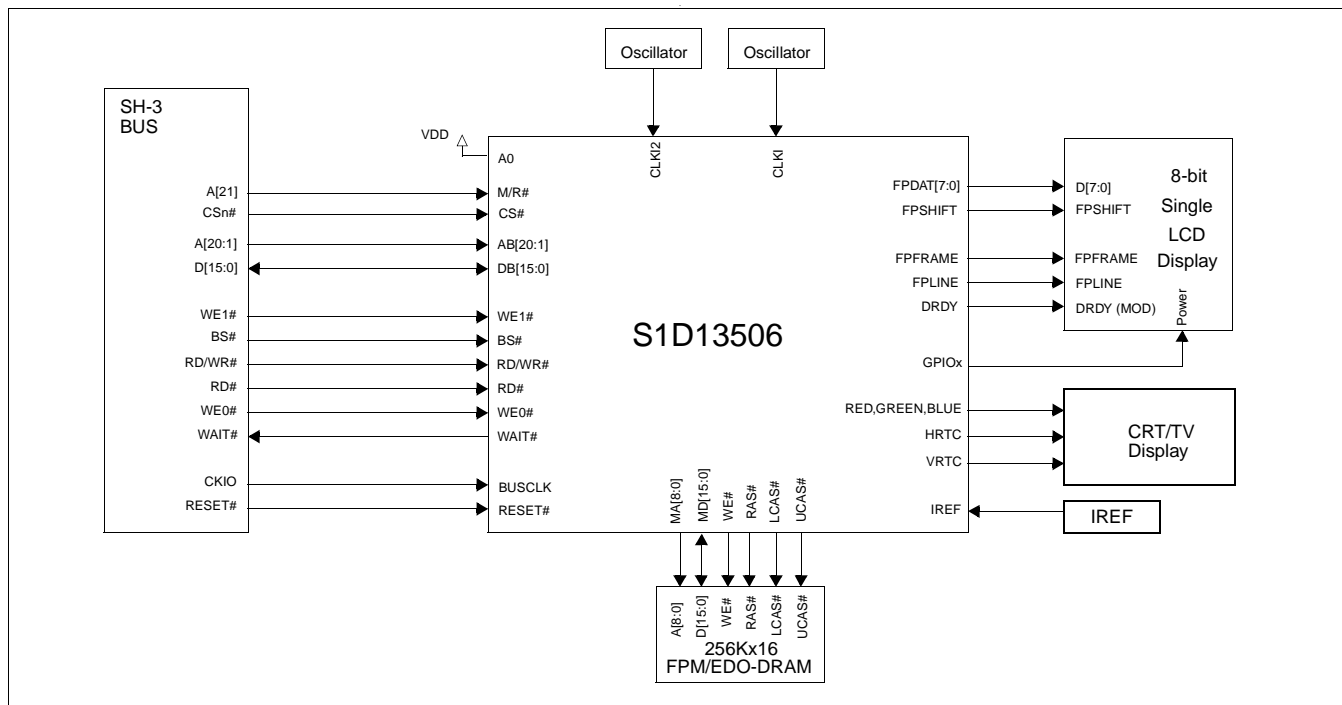 Oscillator
Oscillator
SH-3
BUS
VDD
A0
CLKI2
CLKI
A[21]
M/R#
CSn#
CS#
A[20:1]
AB[20:1]
D[15:0]
DB[15:0]
WE1#
WE1#
BS#
BS#
RD/WR#
RD/WR#
RD#
RD#
WE0#
WE0#
WAIT#
WAIT#
CKIO
BUSCLK
RESET#
RESET#
S1D13506
FPDAT[7:0]
D[7:0]
FPSHIFT
FPSHIFT
FPFRAME
FPFRAME
FPLINE
FPLINE
DRDY
DRDY (MOD)
8-bit
Single
LCD
Display
Power
GPIOx
RED,GREEN,BLUE
HRTC
VRTC
CRT/TV
Display
IREF
IREF
MA[8:0]
MD[15:0]
WE#
RAS#
LCAS#
UCAS#
A[8:0]
D[15:0]
WE#
RAS#
LCAS#
UCAS#
256Kx16
FPM/EDO-DRAM